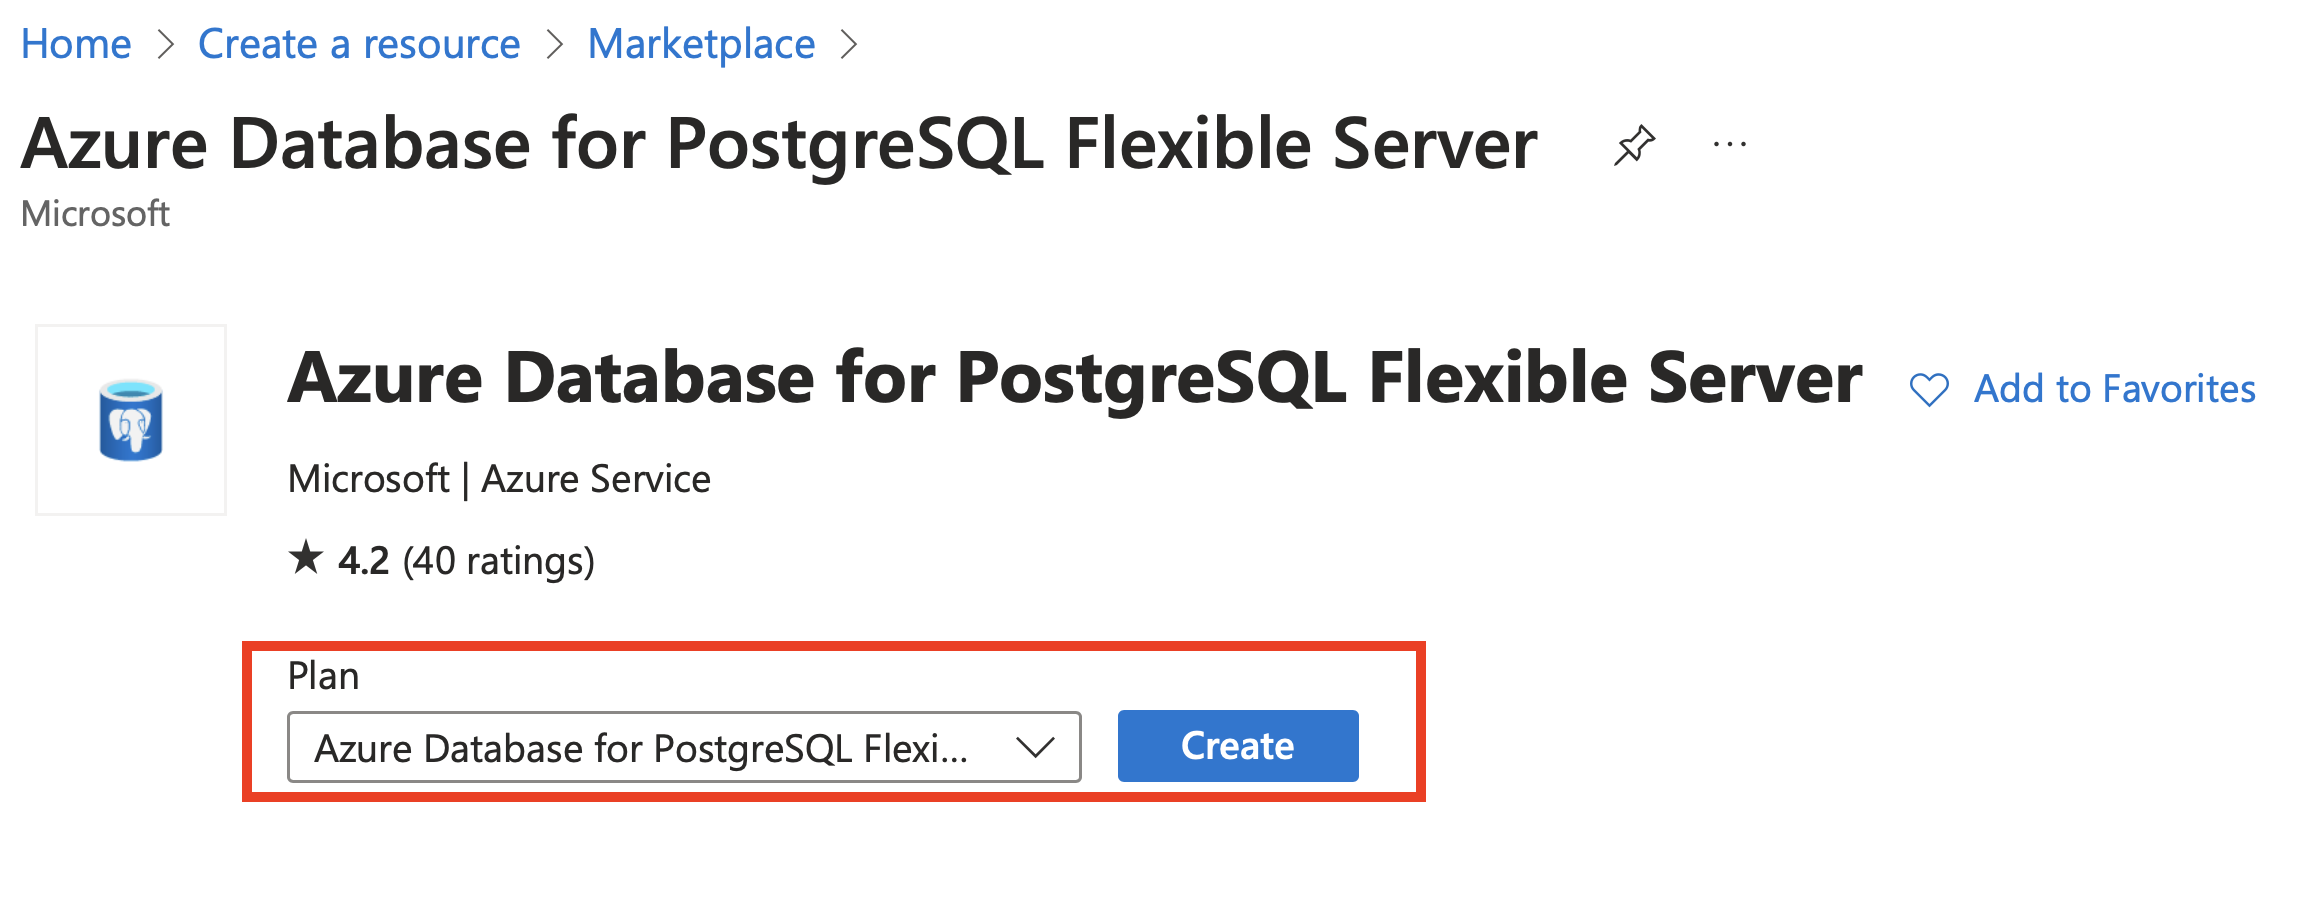 Home > Create a resource > Marketplace >
Azure Database for PostgreSQL Flexible Server ...
Microsoft
Azure Database for PostgreSQL Flexible Server
Add to Favorites
Microsoft | Azure Service
★ 4.2 (40 ratings)
Plan
Azure Database for PostgreSQL Flexi...
Create